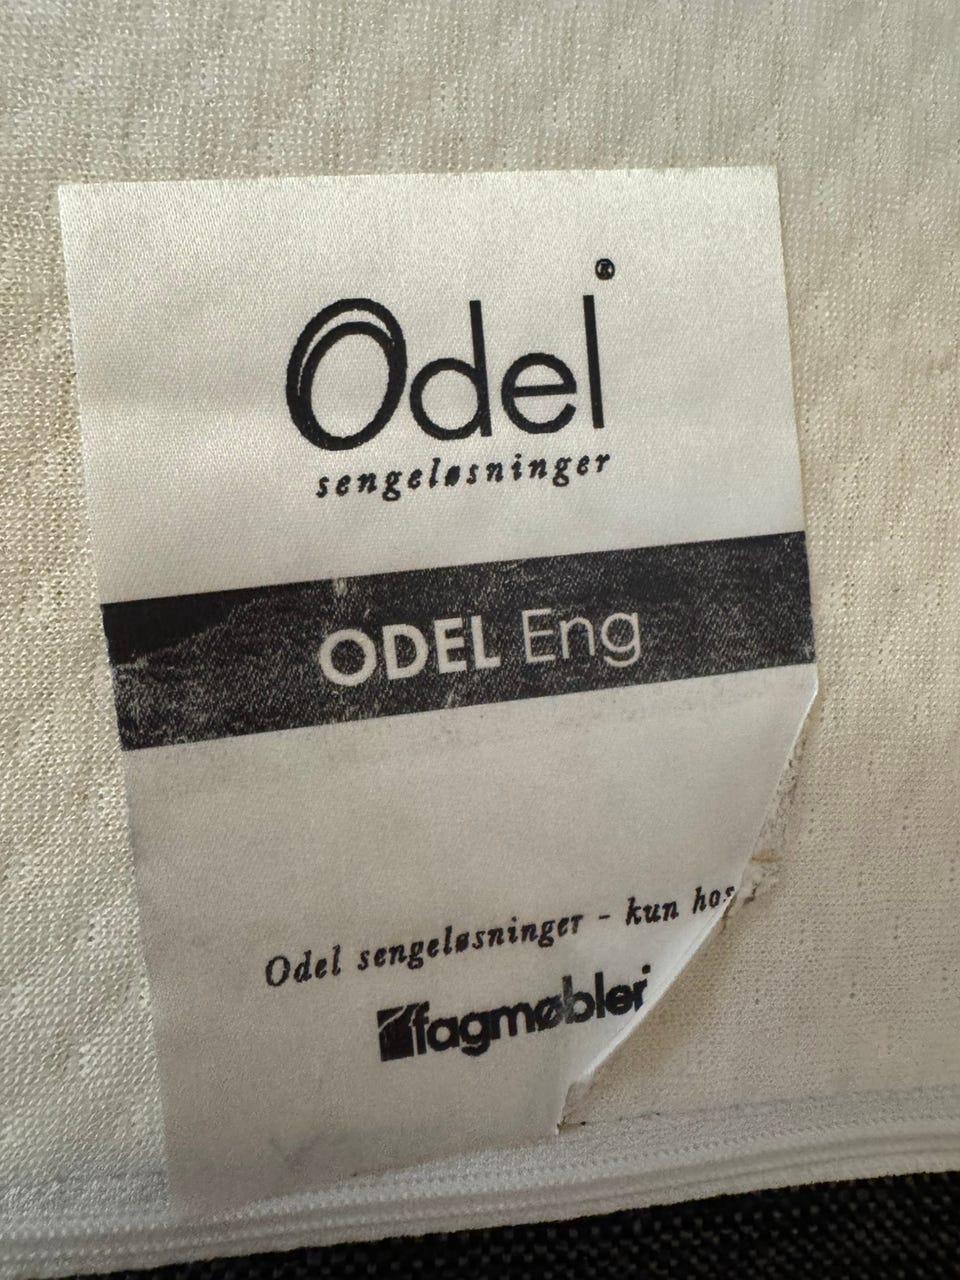 Odel®
sengeløsninger
ODEL Eng
Odel sengeløsninger - kun hos
fagmøbler